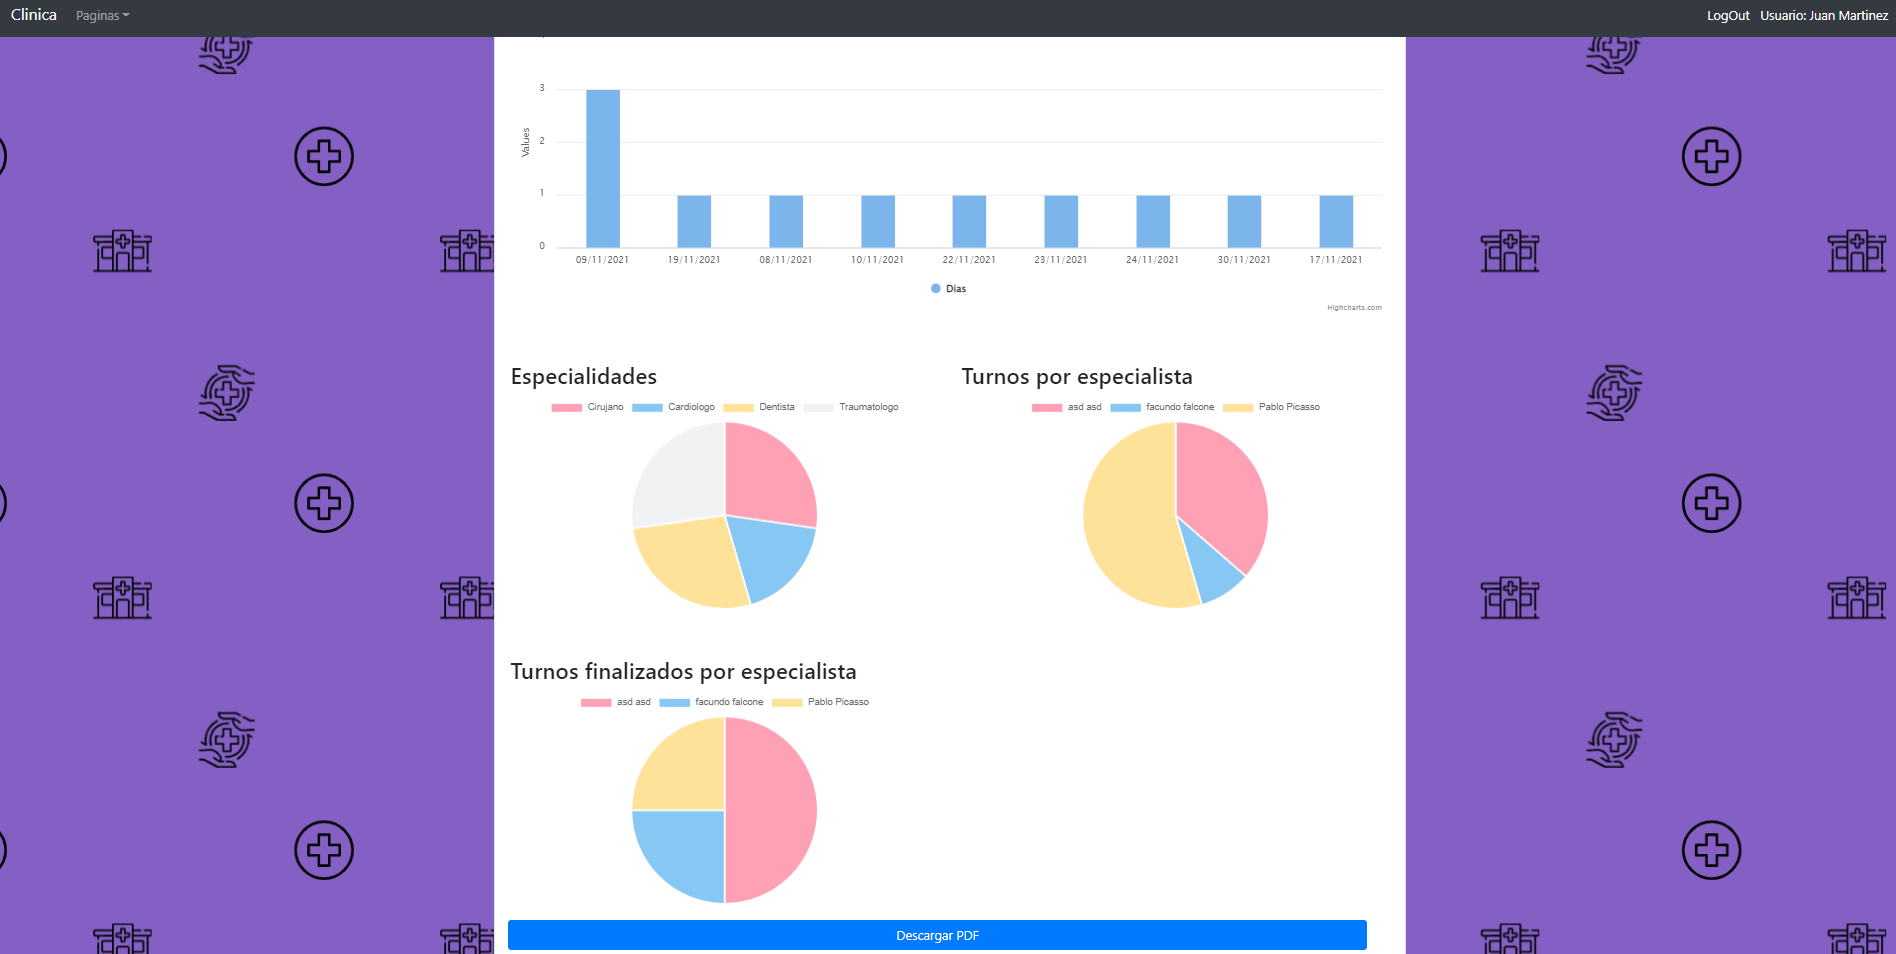 Clinica Paginas LogOut Usuario: Juan Martinez
3
Values
2
1
0
09/11/2021 19/11/2021 08/11/2021 10/11/2021 22/11/2021 23/11/2021 24/11/2021 30/11/2021 17/11/2021
Dias
Highcharts.com
Especialidades
Cirujano Cardiologo Dentista Traumatologo
Turnos por especialista
asd asd facundo falcone Pablo Picasso
Turnos finalizados por especialista
asd asd facundo falcone Pablo Picasso
Descargar PDF